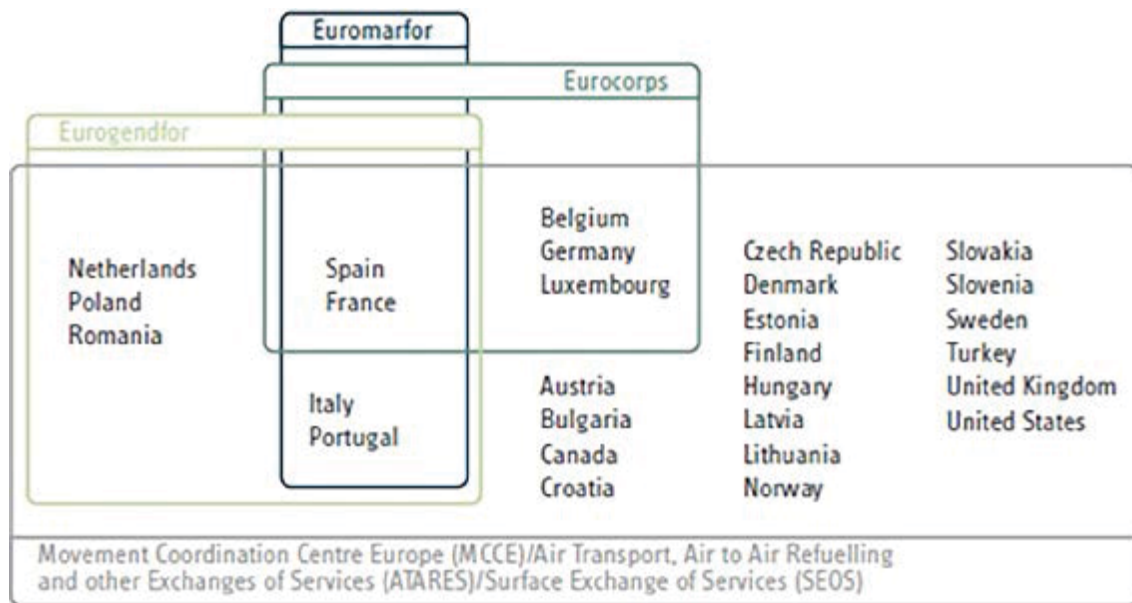 Euromarfor
Eurocorps
Eurogendfor
Netherlands
Poland
Romania
Spain
France
Italy
Portugal
Belgium
Germany
Luxembourg
Austria
Bulgaria
Canada
Croatia
Czech Republic
Denmark
Estonia
Finland
Hungary
Latvia
Lithuania
Norway
Slovakia
Slovenia
Sweden
Turkey
United Kingdom
United States
Movement Coordination Centre Europe (MCCE)/Air Transport, Air to Air Refuelling
and other Exchanges of Services (ATARES)/Surface Exchange of Services (SEOS)